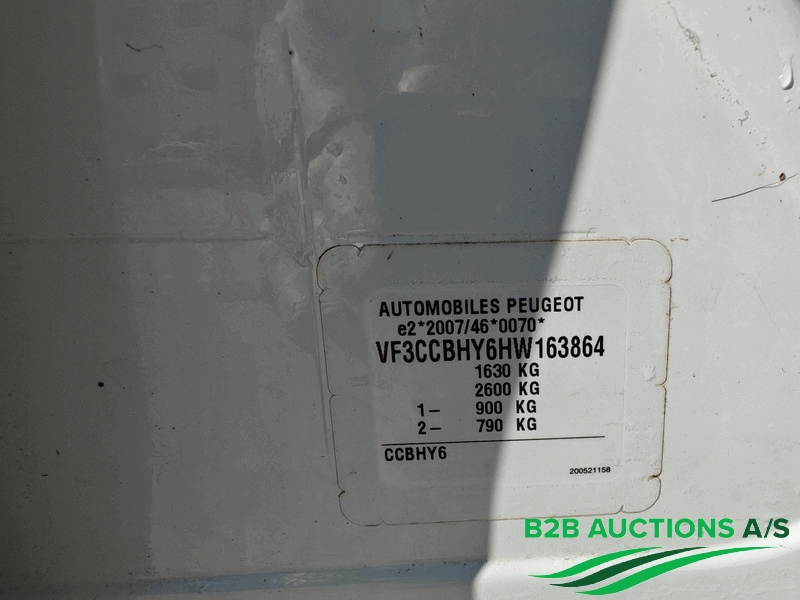 AUTOMOBILES PEUGEOT
e2*2007/46*0070*
VF3CCBHY6HW163864
1630 KG
2600 KG
1– 900 KG
2– 790 KG
CCBHY6
200521158
B2B AUCTIONS A/S